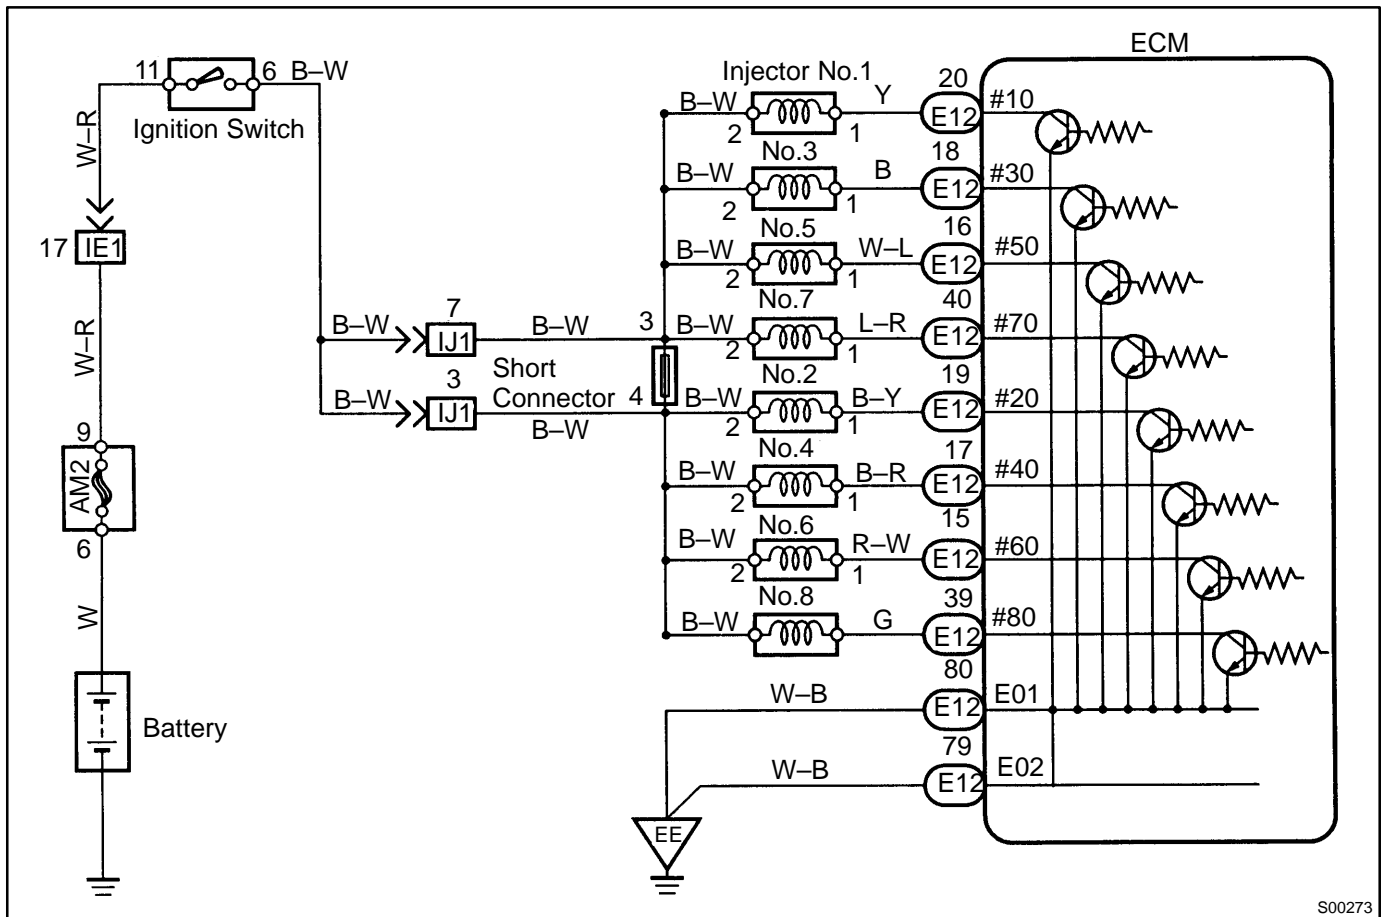 ECM
11
6
B–W
Ignition Switch
W–R
17
IE1
W–R
9
AM2
6
W
Battery
B–W
7
IJ1
B–W
3
Short
Connector
B–W
3
IJ1
B–W
4
Injector No.1
B–W
2
1
Y
20
E12
#10
No.3
B–W
2
1
B
18
E12
#30
No.5
B–W
2
1
W–L
16
E12
#50
No.7
B–W
2
1
L–R
40
E12
#70
No.2
B–W
2
1
B–Y
19
E12
#20
No.4
B–W
2
1
B–R
17
E12
#40
No.6
B–W
2
1
R–W
15
E12
#60
No.8
B–W
G
39
E12
#80
W–B
80
E12
E01
W–B
79
E12
E02
EE
S00273